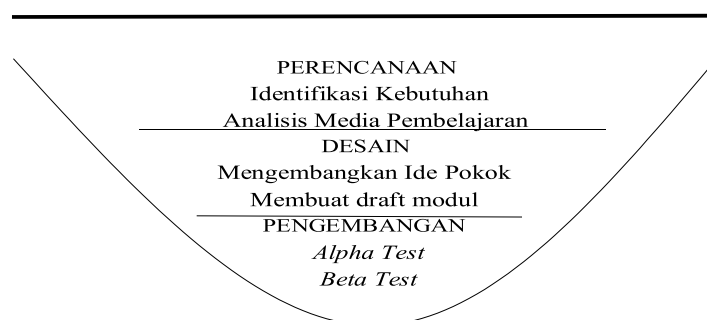 PERENCANAAN
Identifikasi Kebutuhan
Analisis Media Pembelajaran
DESAIN
Mengembangkan Ide Pokok
Membuat draft modul
PENGEMBANGAN
Alpha Test
Beta Test